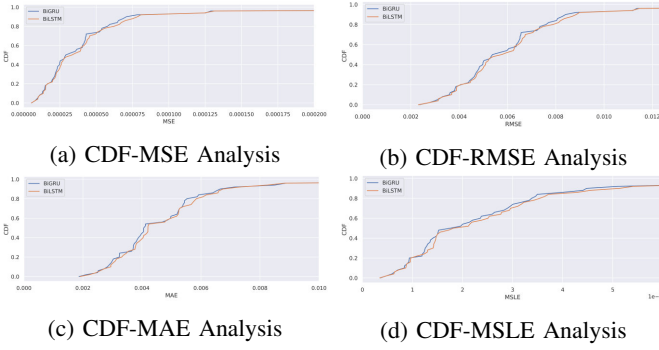 BiGRU
BiLSTM
CDF
1.0
0.8
0.6
0.4
0.2
0.0
0.000000 0.000025 0.000050 0.000075 0.000100 0.000125 0.000150 0.000175 0.000200
MSE
(a) CDF-MSE Analysis
BiGRU
BiLSTM
CDF
1.0
0.8
0.6
0.4
0.2
0.0
0.000 0.002 0.004 0.006 0.008 0.010 0.012
RMSE
(b) CDF-RMSE Analysis
BiGRU
BiLSTM
CDF
1.0
0.8
0.6
0.4
0.2
0.0
0.000 0.002 0.004 0.006 0.008 0.010
MAE
(c) CDF-MAE Analysis
BiGRU
BiLSTM
CDF
1.0
0.8
0.6
0.4
0.2
0.0
1 2 3 4 5 6
MSLE
(d) CDF-MSLE Analysis